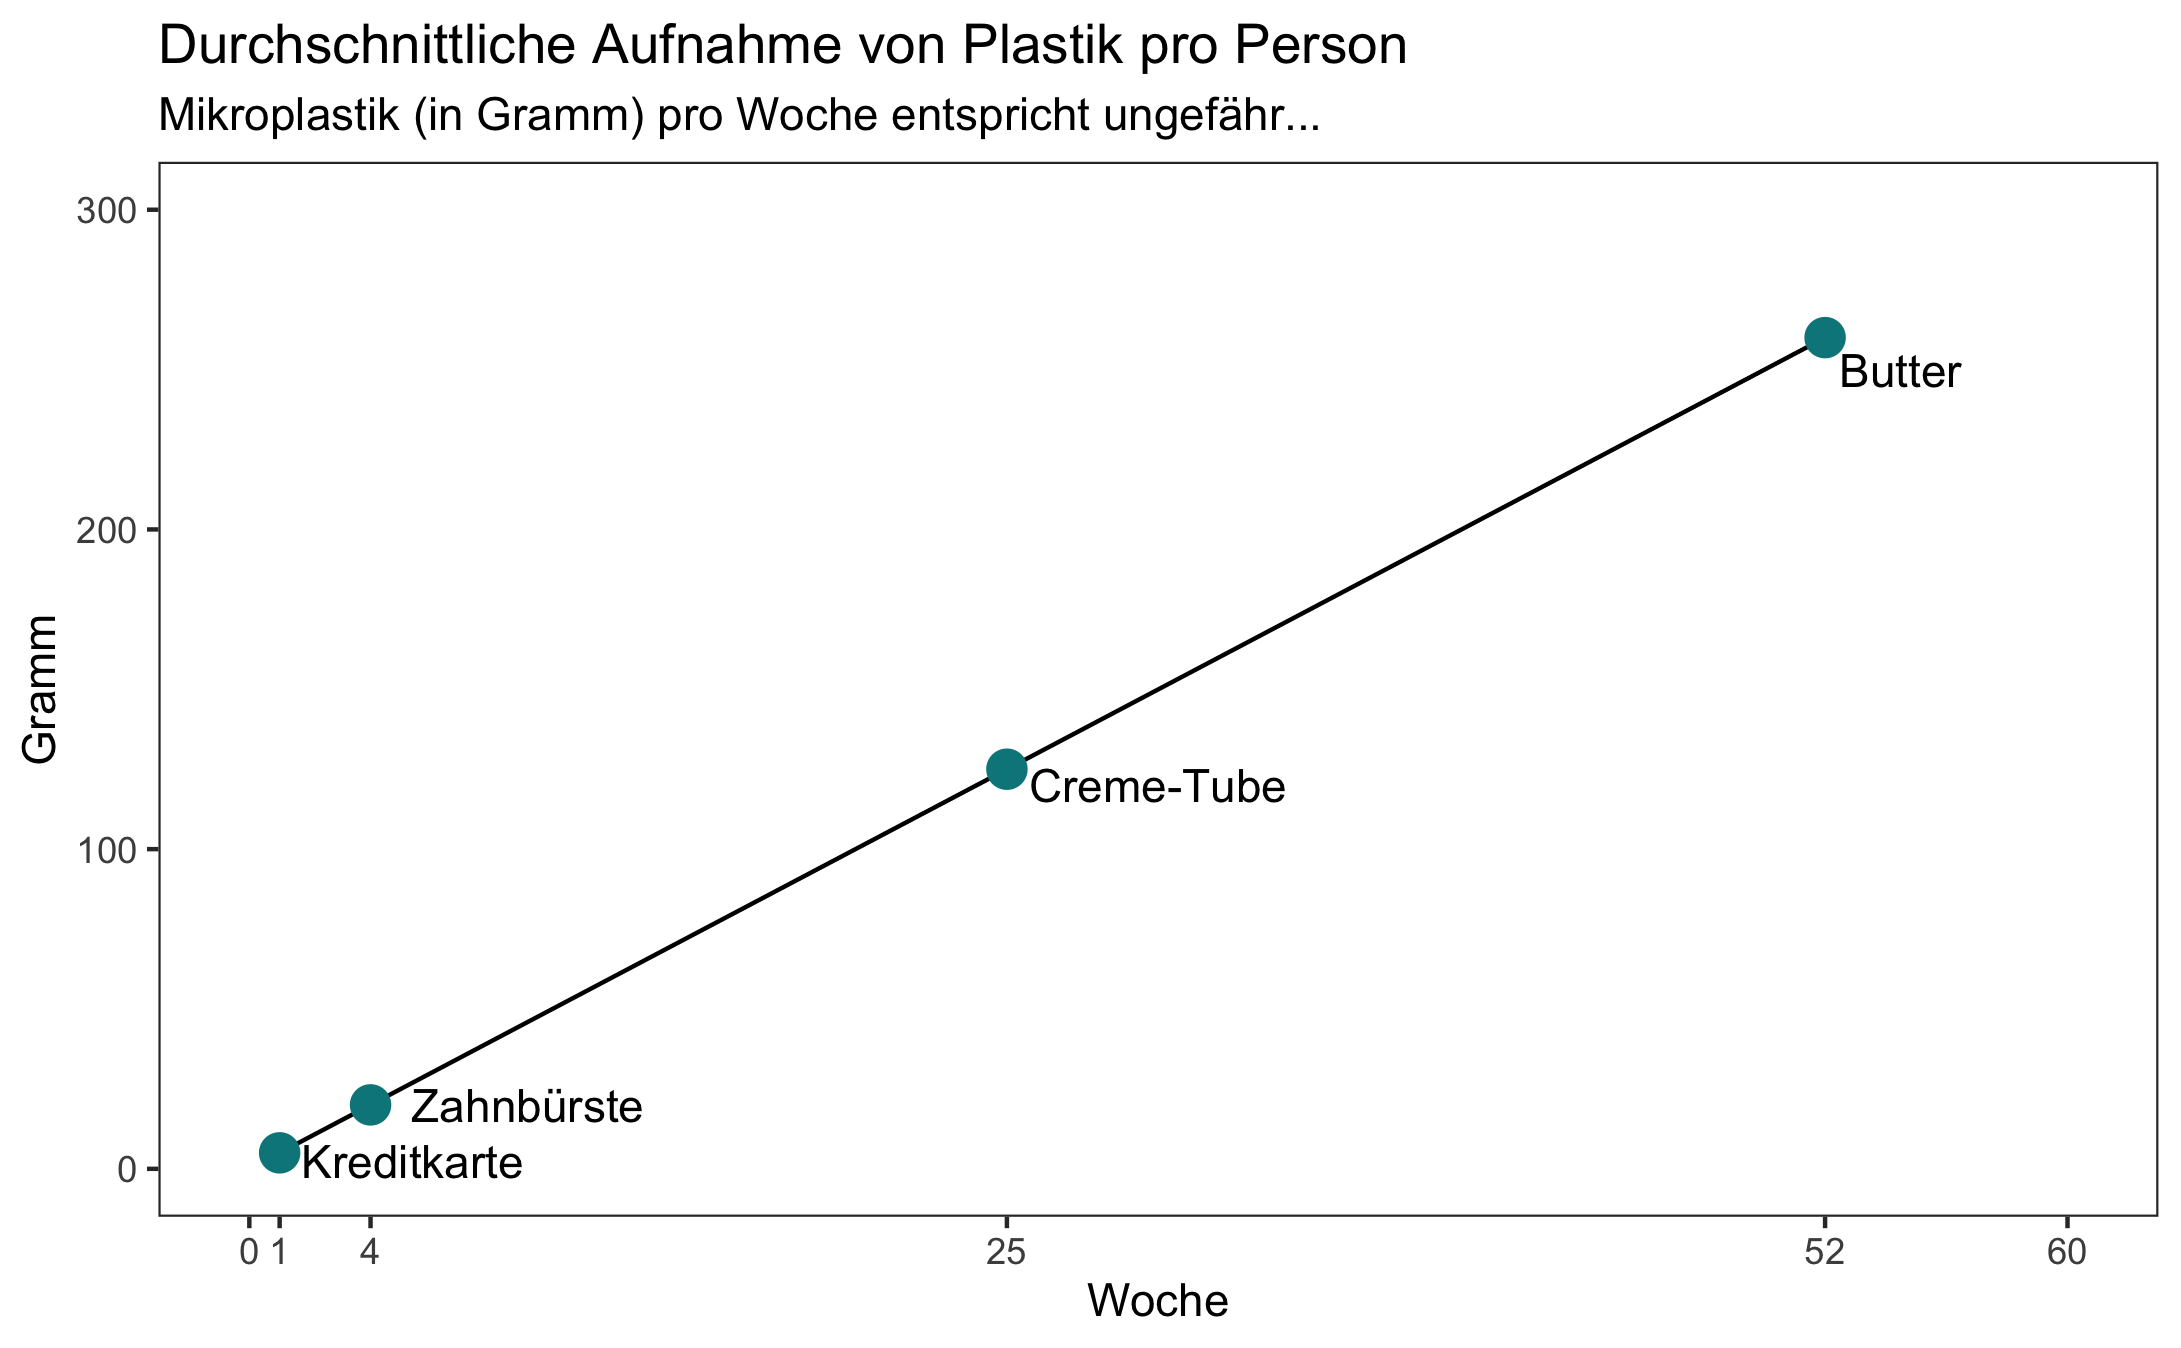 Durchschnittliche Aufnahme von Plastik pro Person
Mikroplastik (in Gramm) pro Woche entspricht ungefähr...
300
200
100
0
Gramm
Butter
Creme-Tube
Zahnbürste
Kreditkarte
0 1 4 25 52 60
Woche